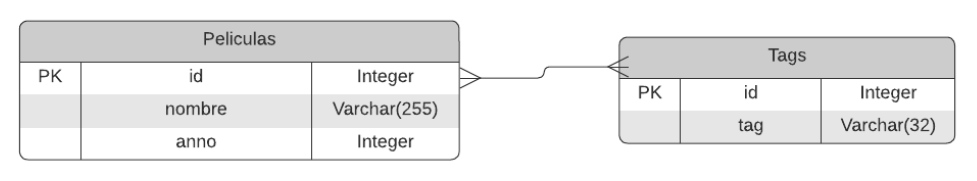 Peliculas
PK id Integer
nombre Varchar(255)
anno Integer
Tags
PK id Integer
tag Varchar(32)